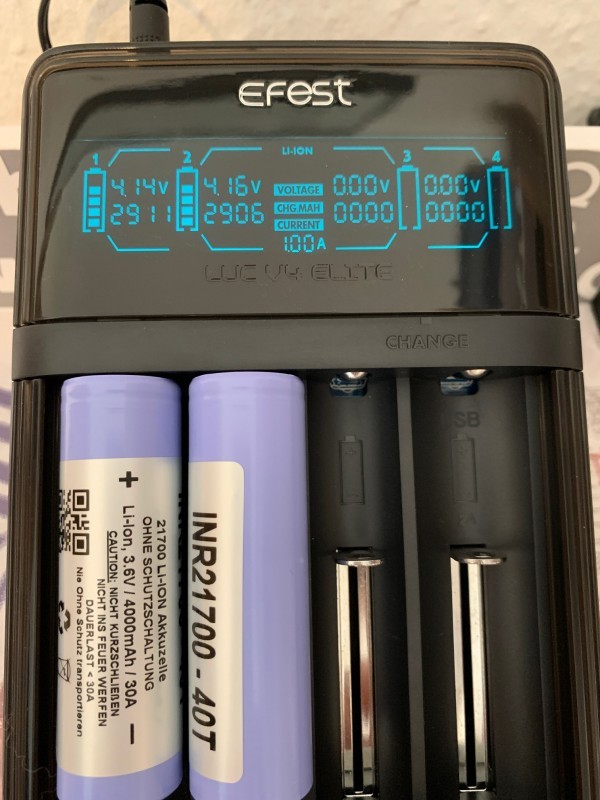 Efest
1 2 LI-ION 3 4
4.14V 4.16V VOLTAGE 0.00V 0.00V
2911 2906 CHG MAH 0000 0000
CURRENT
1.00A
LUC V4 ELITE
CHANGE
+
21700 LI-ION Akkuzelle
OHNE SCHUTZSCHALTUNG
Li-Ion, 3.6V / 4000mAh / 30A
CAUTION: NICHT KURZSCHLIEßEN
NICHT INS FEUER WERFEN
DAUERLAST < 30A
Nie Ohne Schutz transportieren
INR21700 - 40T